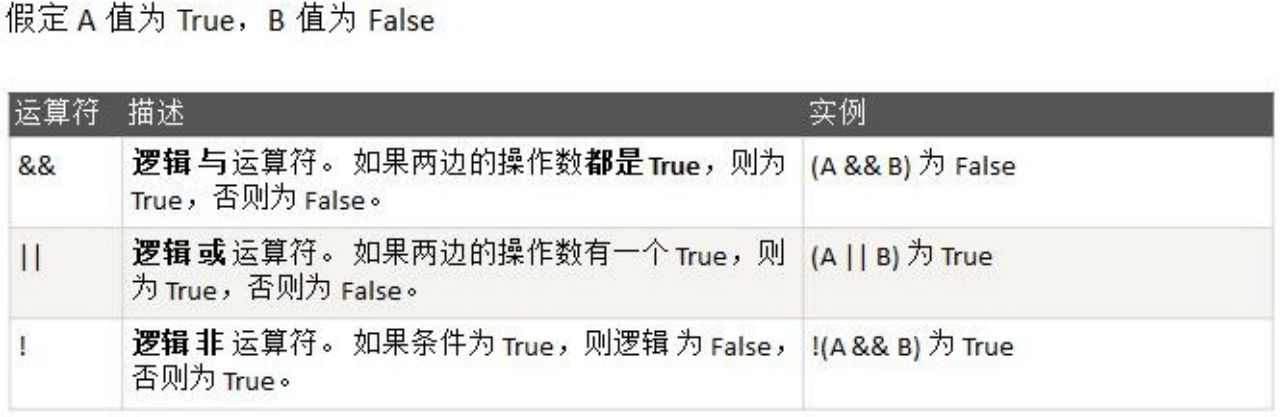 假定 A 值为 True，B 值为 False
运算符 描述 实例
&& 逻辑与运算符。 如果两边的操作数都是True，则为 (A && B) 为 False
True，否则为 False。
|| 逻辑或运算符。如果两边的操作数有一个 True，则 (A || B) 为 True
为 True，否则为 False。
! 逻辑非 运算符。如果条件为 True，则逻辑 为 False， !(A && B) 为 True
否则为 True。